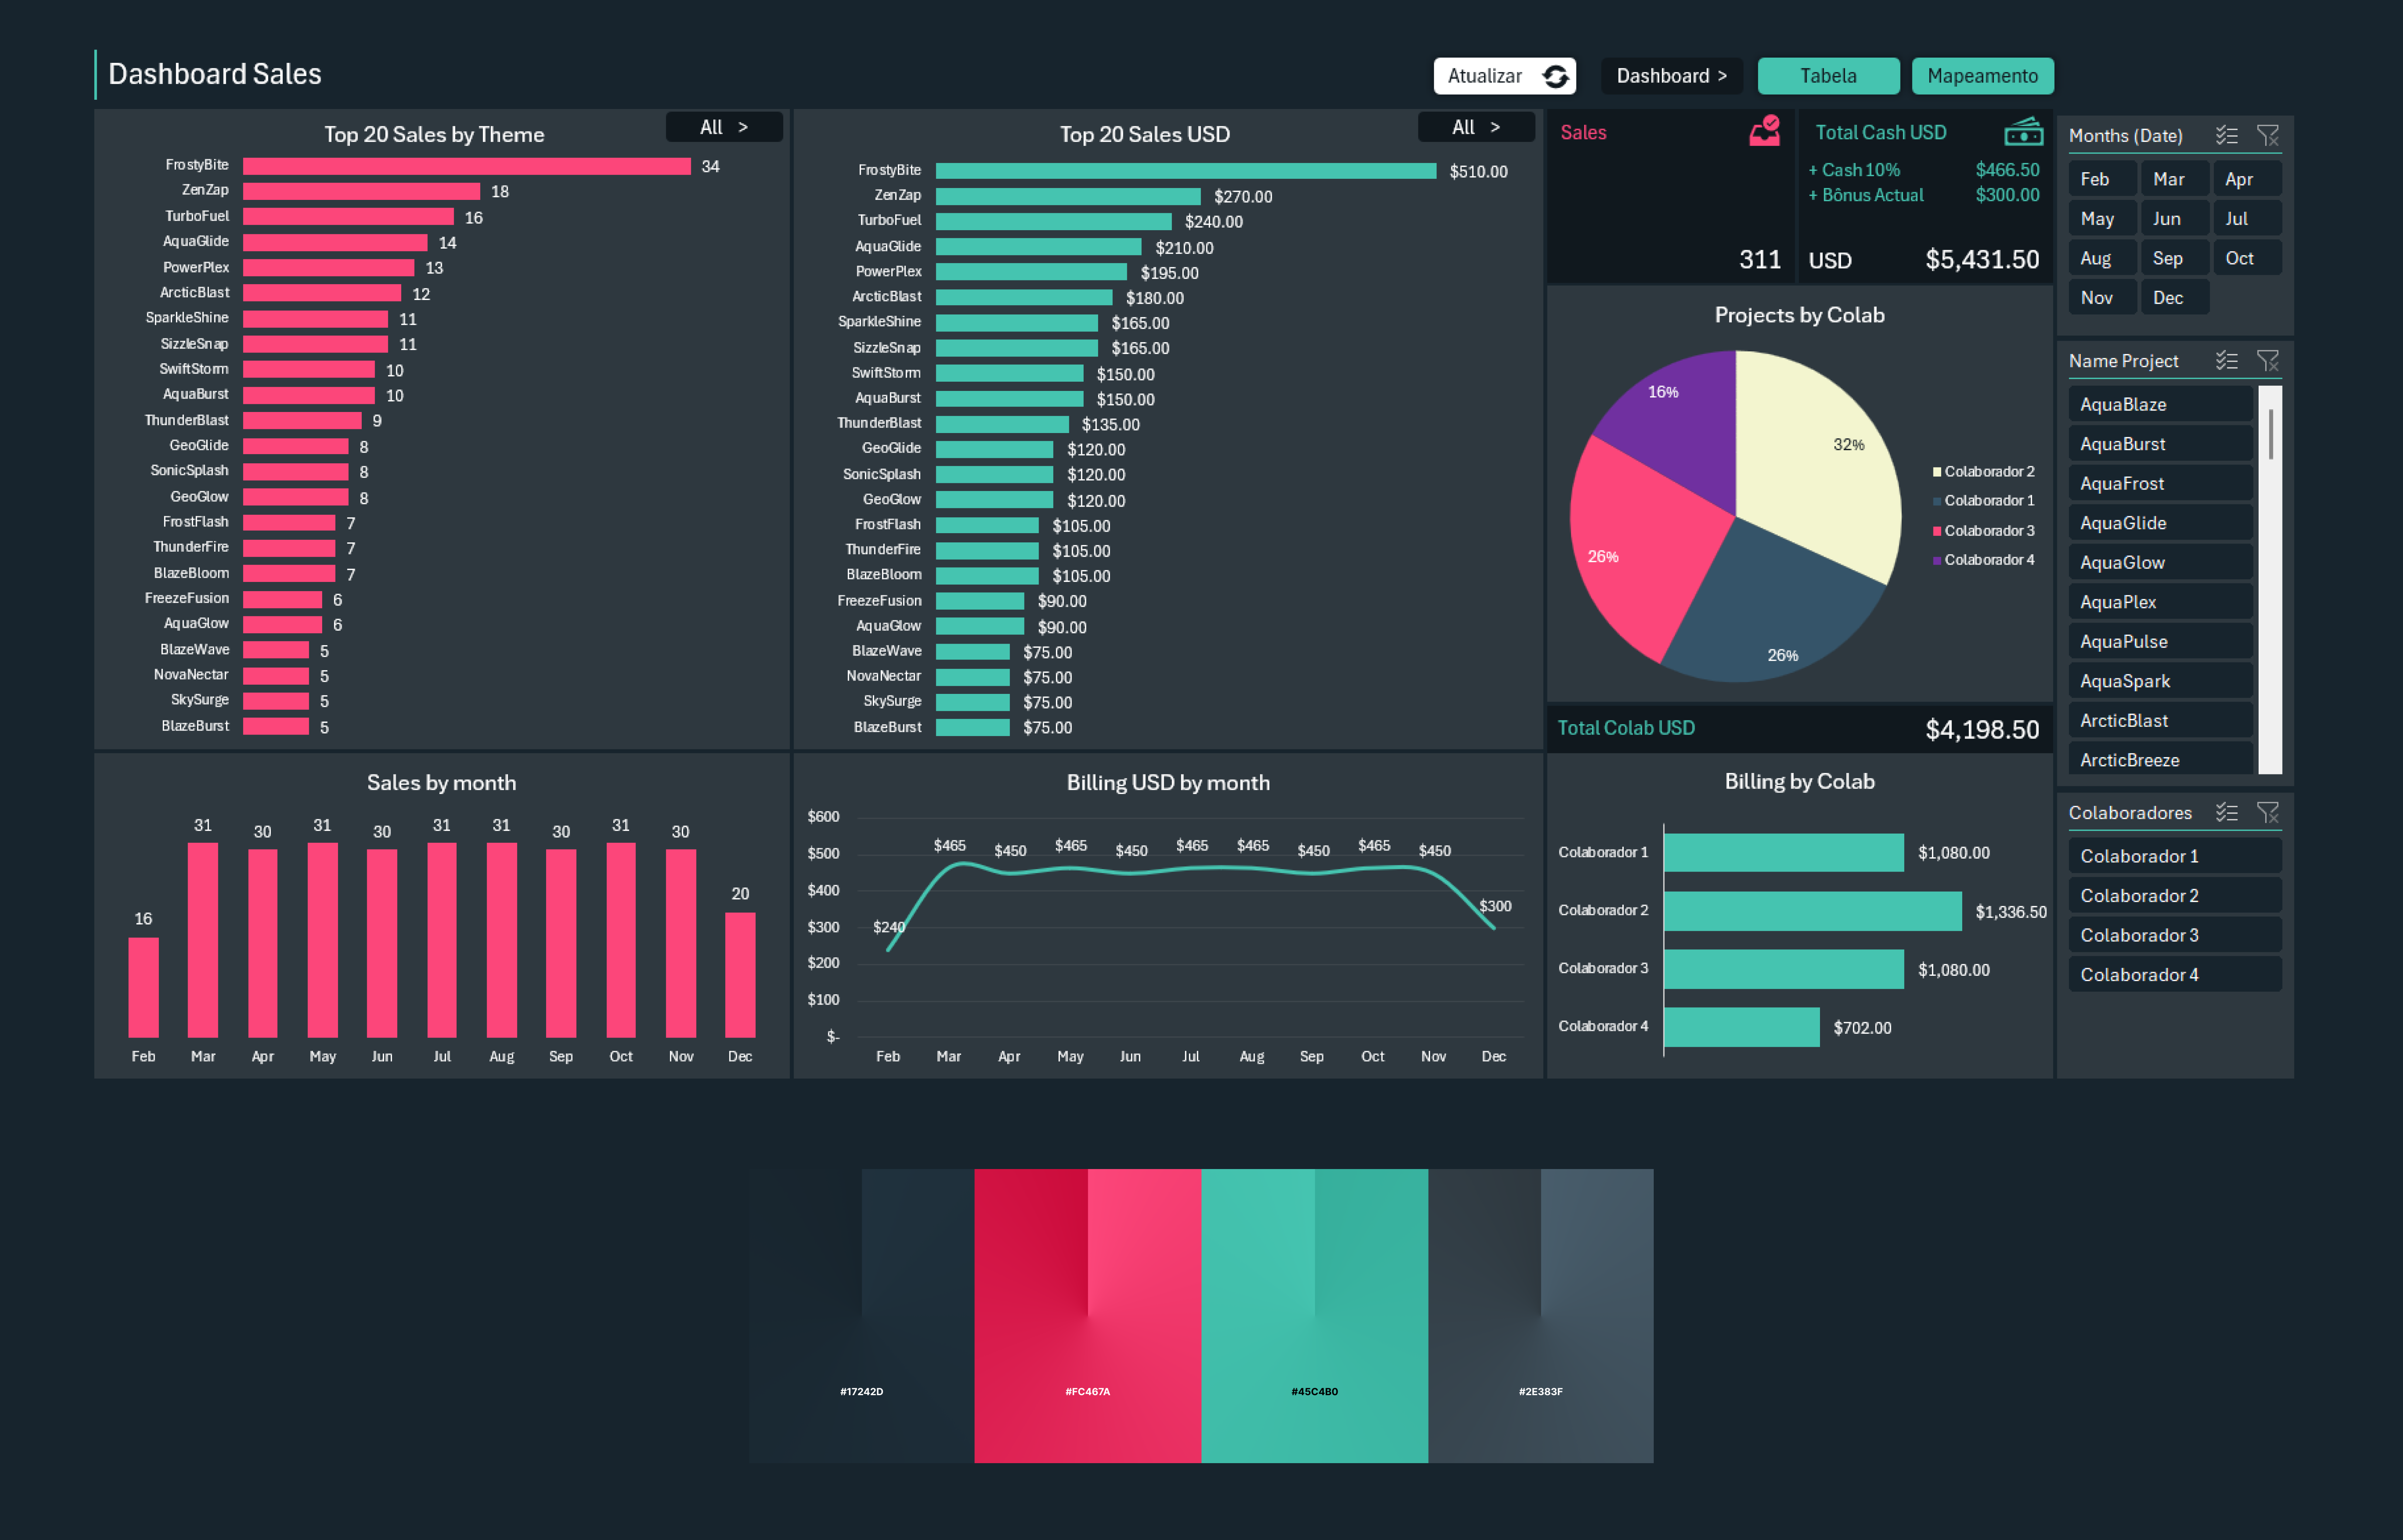 Dashboard Sales
Atualizar
Dashboard >
Tabela
Mapeamento
Top 20 Sales by Theme
All >
FrostyBite 34
ZenZap 18
TurboFuel 16
AquaGlide 14
PowerPlex 13
ArcticBlast 12
SparkleShine 11
SizzleSnap 11
SwiftStorm 10
AquaBurst 10
ThunderBlast 9
GeoGlide 8
SonicSplash 8
GeoGlow 8
FrostFlash 7
ThunderFire 7
BlazeBloom 7
FreezeFusion 6
AquaGlow 6
BlazeWave 5
NovaNectar 5
SkySurge 5
BlazeBurst 5
Top 20 Sales USD
All >
FrostyBite $510.00
ZenZap $270.00
TurboFuel $240.00
AquaGlide $210.00
PowerPlex $195.00
ArcticBlast $180.00
SparkleShine $165.00
SizzleSnap $165.00
SwiftStorm $150.00
AquaBurst $150.00
ThunderBlast $135.00
GeoGlide $120.00
SonicSplash $120.00
GeoGlow $120.00
FrostFlash $105.00
ThunderFire $105.00
BlazeBloom $105.00
FreezeFusion $90.00
AquaGlow $90.00
BlazeWave $75.00
NovaNectar $75.00
SkySurge $75.00
BlazeBurst $75.00
Sales
311
Total Cash USD
+ Cash 10% $466.50
+ Bônus Actual $300.00
USD $5,431.50
Projects by Colab
16%
32%
26%
26%
Colaborador 2
Colaborador 1
Colaborador 3
Colaborador 4
Total Colab USD $4,198.50
Months (Date)
Feb Mar Apr
May Jun Jul
Aug Sep Oct
Nov Dec
Name Project
AquaBlaze
AquaBurst
AquaFrost
AquaGlide
AquaGlow
AquaPlex
AquaPulse
AquaSpark
ArcticBlast
ArcticBreeze
Sales by month
16 31 30 31 30 31 31 30 31 30 20
Feb Mar Apr May Jun Jul Aug Sep Oct Nov Dec
Billing USD by month
$600
$500
$400
$300
$200
$100
$-
$240 $465 $450 $465 $450 $465 $465 $450 $465 $450 $300
Feb Mar Apr May Jun Jul Aug Sep Oct Nov Dec
Billing by Colab
Colaborador 1 $1,080.00
Colaborador 2 $1,336.50
Colaborador 3 $1,080.00
Colaborador 4 $702.00
Colaboradores
Colaborador 1
Colaborador 2
Colaborador 3
Colaborador 4
#17242D
#FC467A
#45C4B0
#2E383F